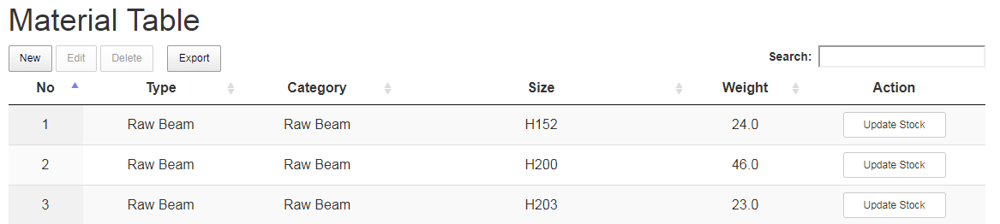 Material Table
New Edit Delete Export Search:
No Type Category Size Weight Action
1 Raw Beam Raw Beam H152 24.0 Update Stock
2 Raw Beam Raw Beam H200 46.0 Update Stock
3 Raw Beam Raw Beam H203 23.0 Update Stock